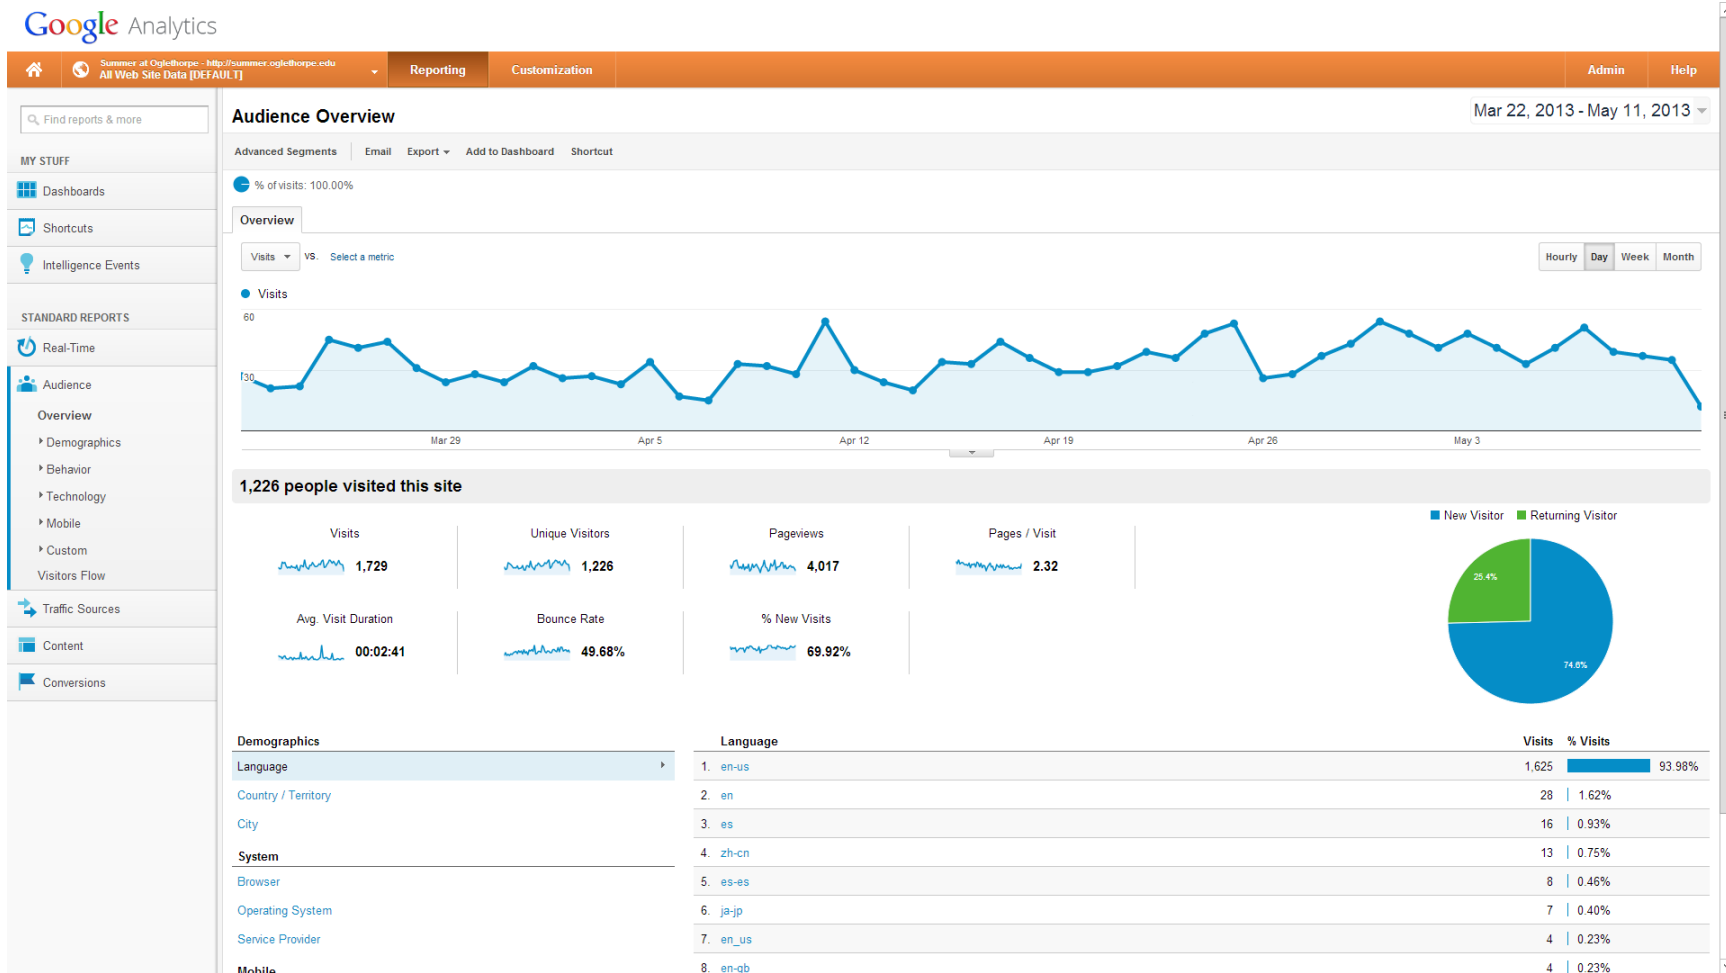 Google Analytics
Summer at Oglethorpe - http://summer.oglethorpe.edu
All Web Site Data [DEFAULT]
Reporting
Customization
Admin
Help
Find reports & more
MY STUFF
Dashboards
Shortcuts
Intelligence Events
STANDARD REPORTS
Real-Time
Audience
Overview
Demographics
Behavior
Technology
Mobile
Custom
Visitors Flow
Traffic Sources
Content
Conversions
Audience Overview
Mar 22, 2013 - May 11, 2013
Advanced Segments Email Export Add to Dashboard Shortcut
% of visits: 100.00%
Overview
Visits vs. Select a metric
Hourly Day Week Month
Visits
60
30
Mar 29 Apr 5 Apr 12 Apr 19 Apr 26 May 3
1,226 people visited this site
Visits
1,729
Unique Visitors
1,226
Pageviews
4,017
Pages / Visit
2.32
Avg. Visit Duration
00:02:41
Bounce Rate
49.68%
% New Visits
69.92%
New Visitor Returning Visitor
25.4%
74.6%
Demographics
Language
Country / Territory
City
System
Browser
Operating System
Service Provider
Mobile
Language Visits % Visits
1. en-us 1,625 93.98%
2. en 28 1.62%
3. es 16 0.93%
4. zh-cn 13 0.75%
5. es-es 8 0.46%
6. ja-jp 7 0.40%
7. en_us 4 0.23%
8. en-gb 4 0.23%